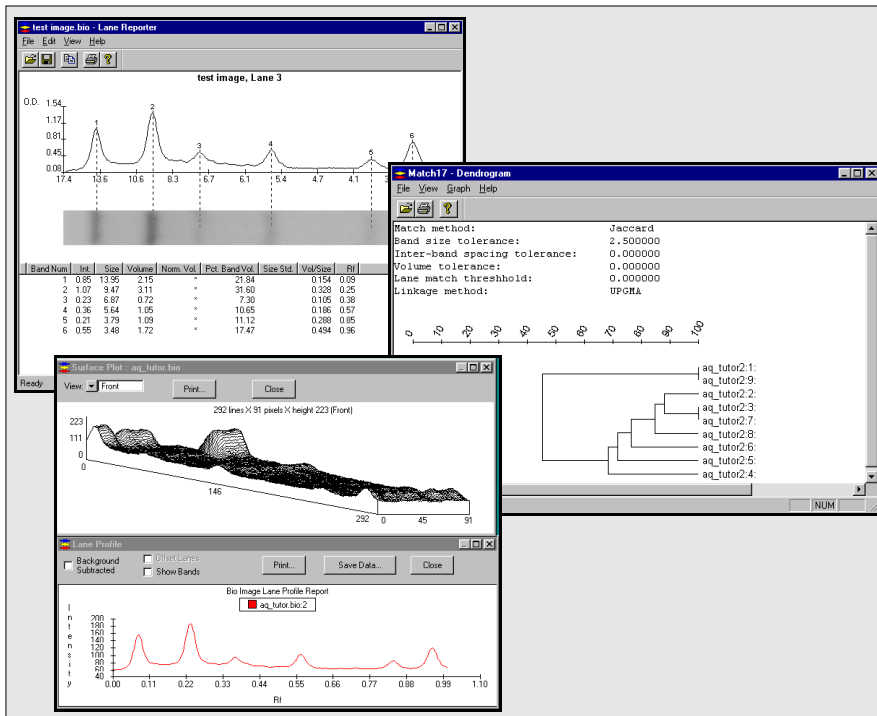 test image.bio - Lane Reporter
File Edit View Help
test image, Lane 3
O.D.
1.54
1.17
0.81
0.45
0.08
1 2 3 4 5 6
17.4 13.6 10.6 8.3 6.7 6.1 5.4 4.7 4.1
Band Num Int. Size Volume Norm. Vol. Pct. Band Vol. Size Std. Vol/Size Rf
1 0.85 13.95 2.15 * 21.84 0.154 0.09
2 1.07 9.47 3.11 * 31.60 0.328 0.25
3 0.23 6.87 0.72 * 7.30 0.105 0.38
4 0.36 5.64 1.05 * 10.65 0.186 0.57
5 0.21 3.79 1.09 * 11.12 0.288 0.85
6 0.55 3.48 1.72 * 17.47 0.494 0.96
Ready
Match17 - Dendrogram
File View Graph Help
Match method: Jaccard
Band size tolerance: 2.500000
Inter-band spacing tolerance: 0.000000
Volume tolerance: 0.000000
Lane match threshhold: 0.000000
Linkage method: UPGMA
0 10 20 30 40 50 60 70 80 90 100
aq_tutor2:1:
aq_tutor2:9:
aq_tutor2:2:
aq_tutor2:3:
aq_tutor2:7:
aq_tutor2:8:
aq_tutor2:6:
aq_tutor2:5:
aq_tutor2:4:
NUM
Surface Plot : aq_tutor.bio
View: Front Print... Close
292 lines X 91 pixels X height 223 (Front)
223
111
0
0
146
292
0 45 91
Lane Profile
Background Subtracted
Offset Lanes
Show Bands
Print... Save Data... Close
Bio Image Lane Profile Report
aq_tutor.bio:2
Intensity
200
180
160
140
120
100
80
60
40
0.00 0.11 0.22 0.33 0.44 0.55 0.66 0.77 0.88 0.99 1.10
Rf